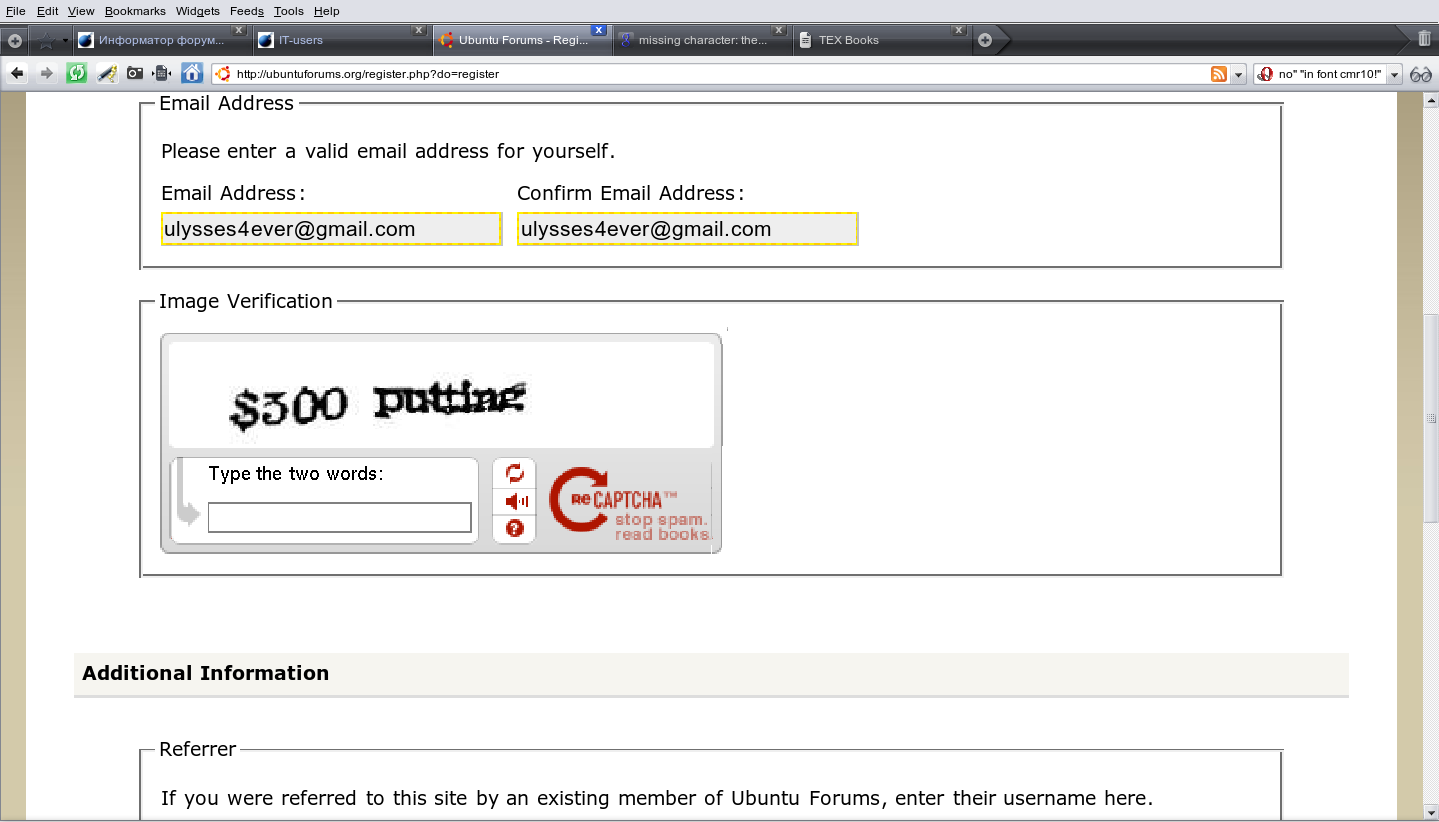 File Edit View Bookmarks Widgets Feeds Tools Help
Информатор форум... IT-users Ubuntu Forums - Regi... missing character: the... TEX Books
http://ubuntuforums.org/register.php?do=register no" "in font cmr10!"
Email Address
Please enter a valid email address for yourself.
Email Address: Confirm Email Address:
ulysses4ever@gmail.com ulysses4ever@gmail.com
Image Verification
$300 putting
Type the two words:
RECAPTCHA™
stop spam.
read books.
Additional Information
Referrer
If you were referred to this site by an existing member of Ubuntu Forums, enter their username here.